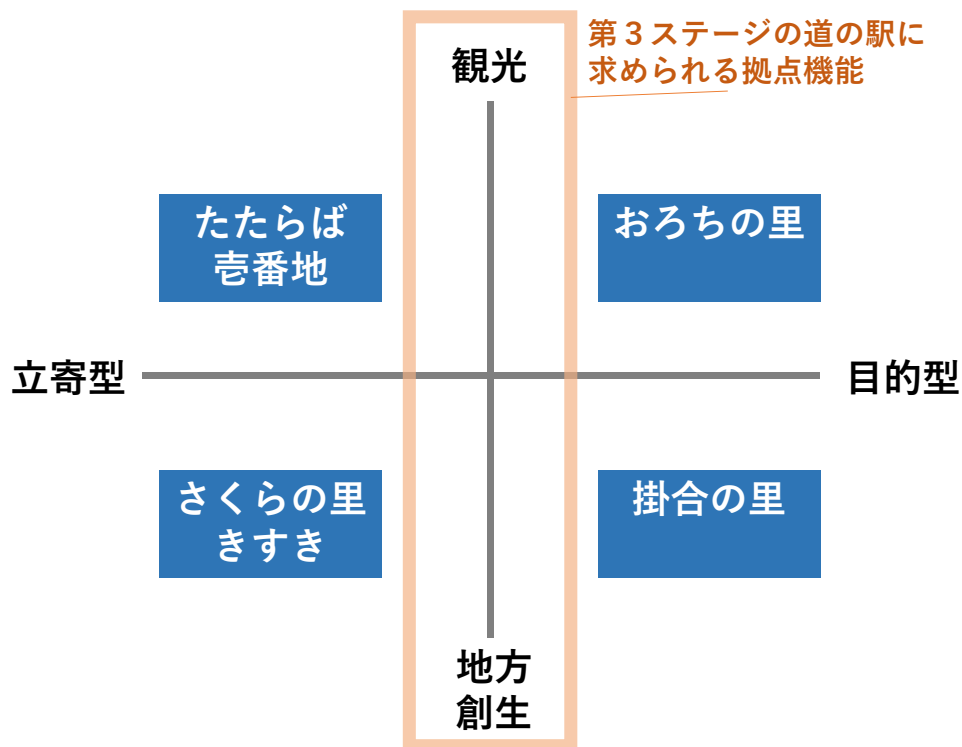 第３ステージの道の駅に
求められる拠点機能
観光
たたらば
壱番地
おろちの里
立寄型
目的型
さくらの里
きすき
掛合の里
地方
創生